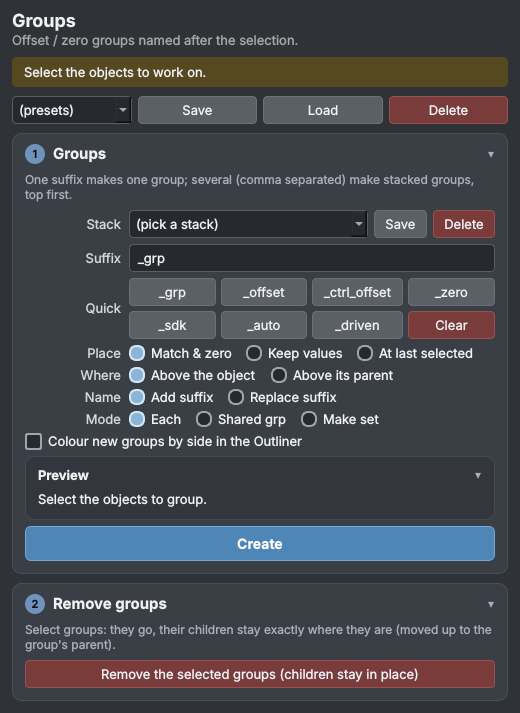 Groups
Offset / zero groups named after the selection.
Select the objects to work on.
(presets) Save Load Delete
1 Groups
One suffix makes one group; several (comma separated) make stacked groups,
top first.
Stack (pick a stack) Save Delete
Suffix _grp
Quick _grp _offset _ctrl_offset _zero
_sdk _auto _driven Clear
Place Match & zero Keep values At last selected
Where Above the object Above its parent
Name Add suffix Replace suffix
Mode Each Shared grp Make set
Colour new groups by side in the Outliner
Preview
Select the objects to group.
Create
2 Remove groups
Select groups: they go, their children stay exactly where they are (moved up to the
group's parent).
Remove the selected groups (children stay in place)